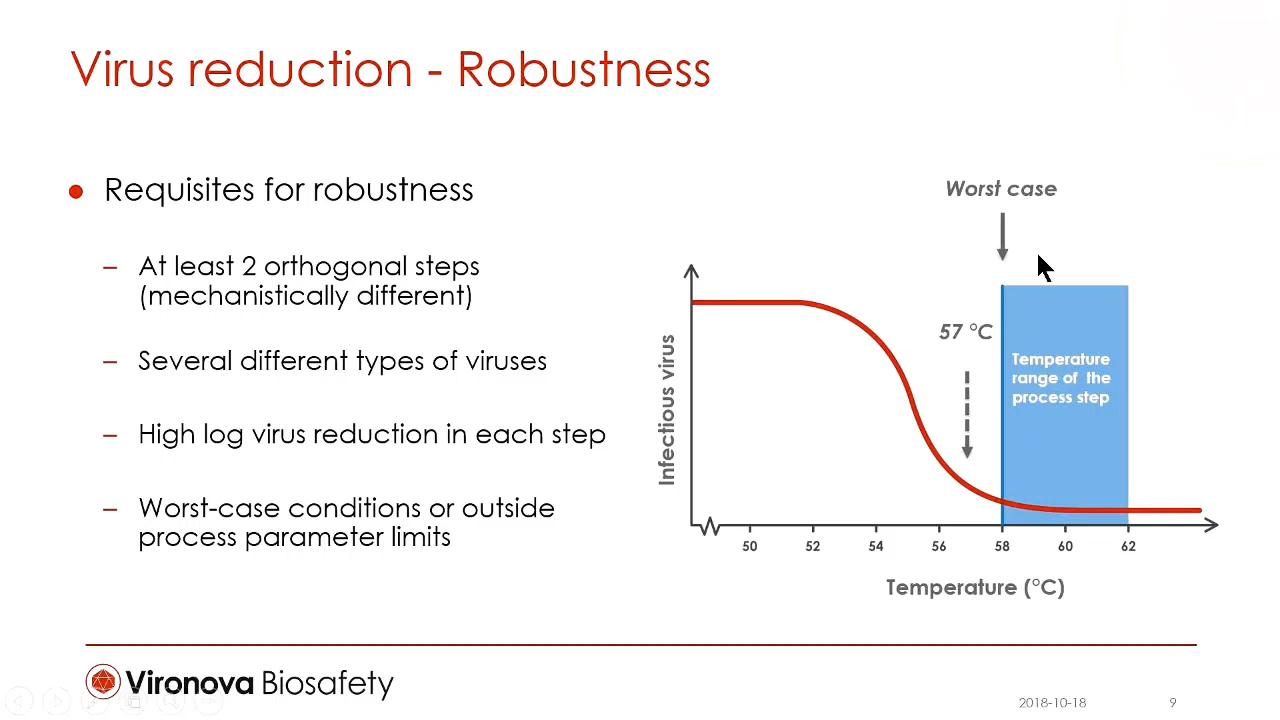 Virus reduction - Robustness
● Requisites for robustness
– At least 2 orthogonal steps
(mechanistically different)
– Several different types of viruses
– High log virus reduction in each step
– Worst-case conditions or outside
process parameter limits
Worst case
57 °C
Temperature
range of the
process step
Infectious virus
50 52 54 56 58 60 62
Temperature (°C)
Vironova Biosafety
2018-10-18 9